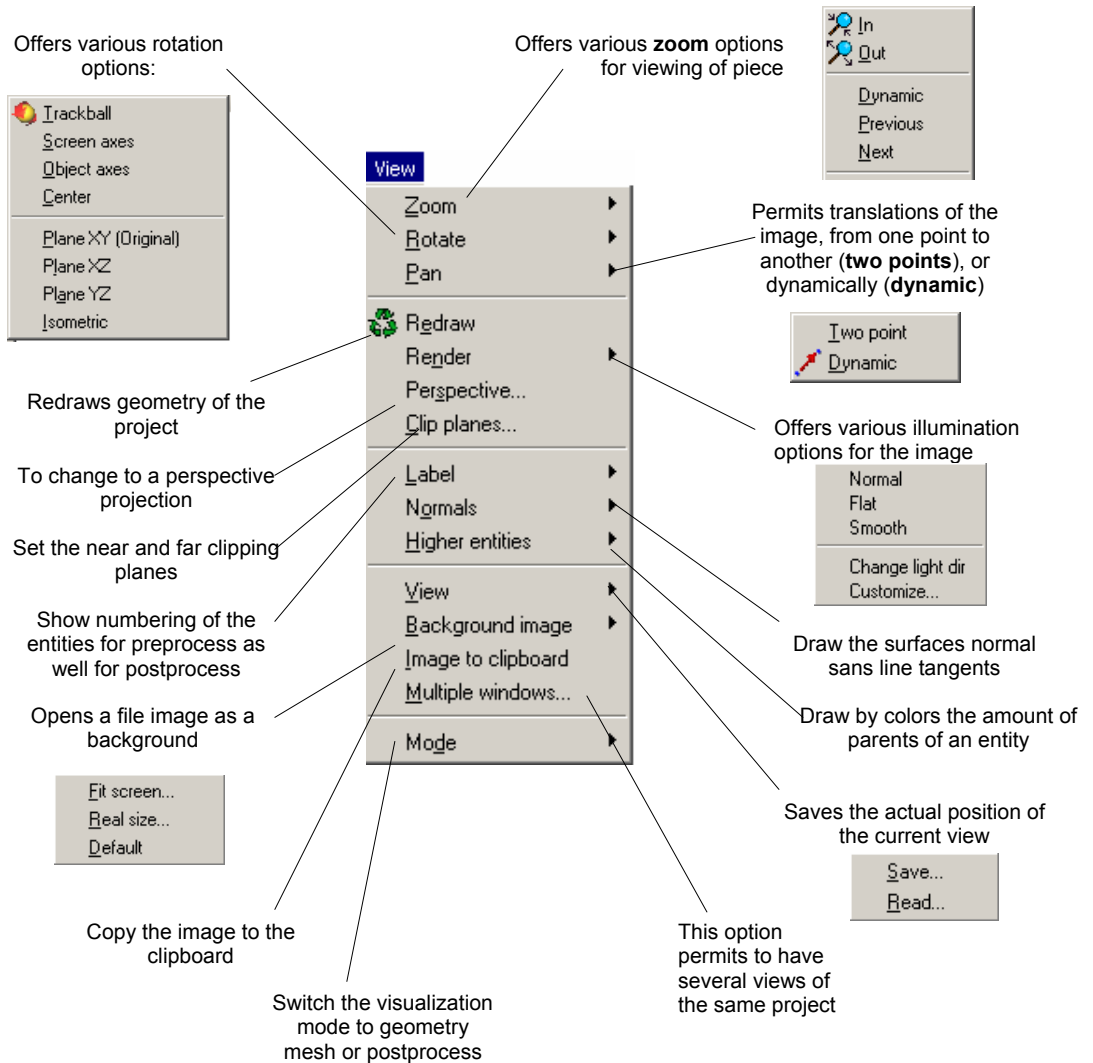 Offers various rotation
options:
Trackball
Screen axes
Object axes
Center
Plane XY (Original)
Plane XZ
Plane YZ
Isometric
Offers various zoom options
for viewing of piece
In
Out
Dynamic
Previous
Next
View
Zoom
Rotate
Pan
Redraw
Render
Perspective...
Clip planes...
Label
Normals
Higher entities
View
Background image
Image to clipboard
Multiple windows...
Mode
Permits translations of the
image, from one point to
another (two points), or
dynamically (dynamic)
Two point
Dynamic
Redraws geometry of the
project
To change to a perspective
projection
Set the near and far clipping
planes
Show numbering of the
entities for preprocess as
well for postprocess
Opens a file image as a
background
Fit screen...
Real size...
Default
Copy the image to the
clipboard
Switch the visualization
mode to geometry
mesh or postprocess
Offers various illumination
options for the image
Normal
Flat
Smooth
Change light dir
Customize...
Draw the surfaces normal
sans line tangents
Draw by colors the amount of
parents of an entity
Saves the actual position of
the current view
Save...
Read...
This option
permits to have
several views of
the same project